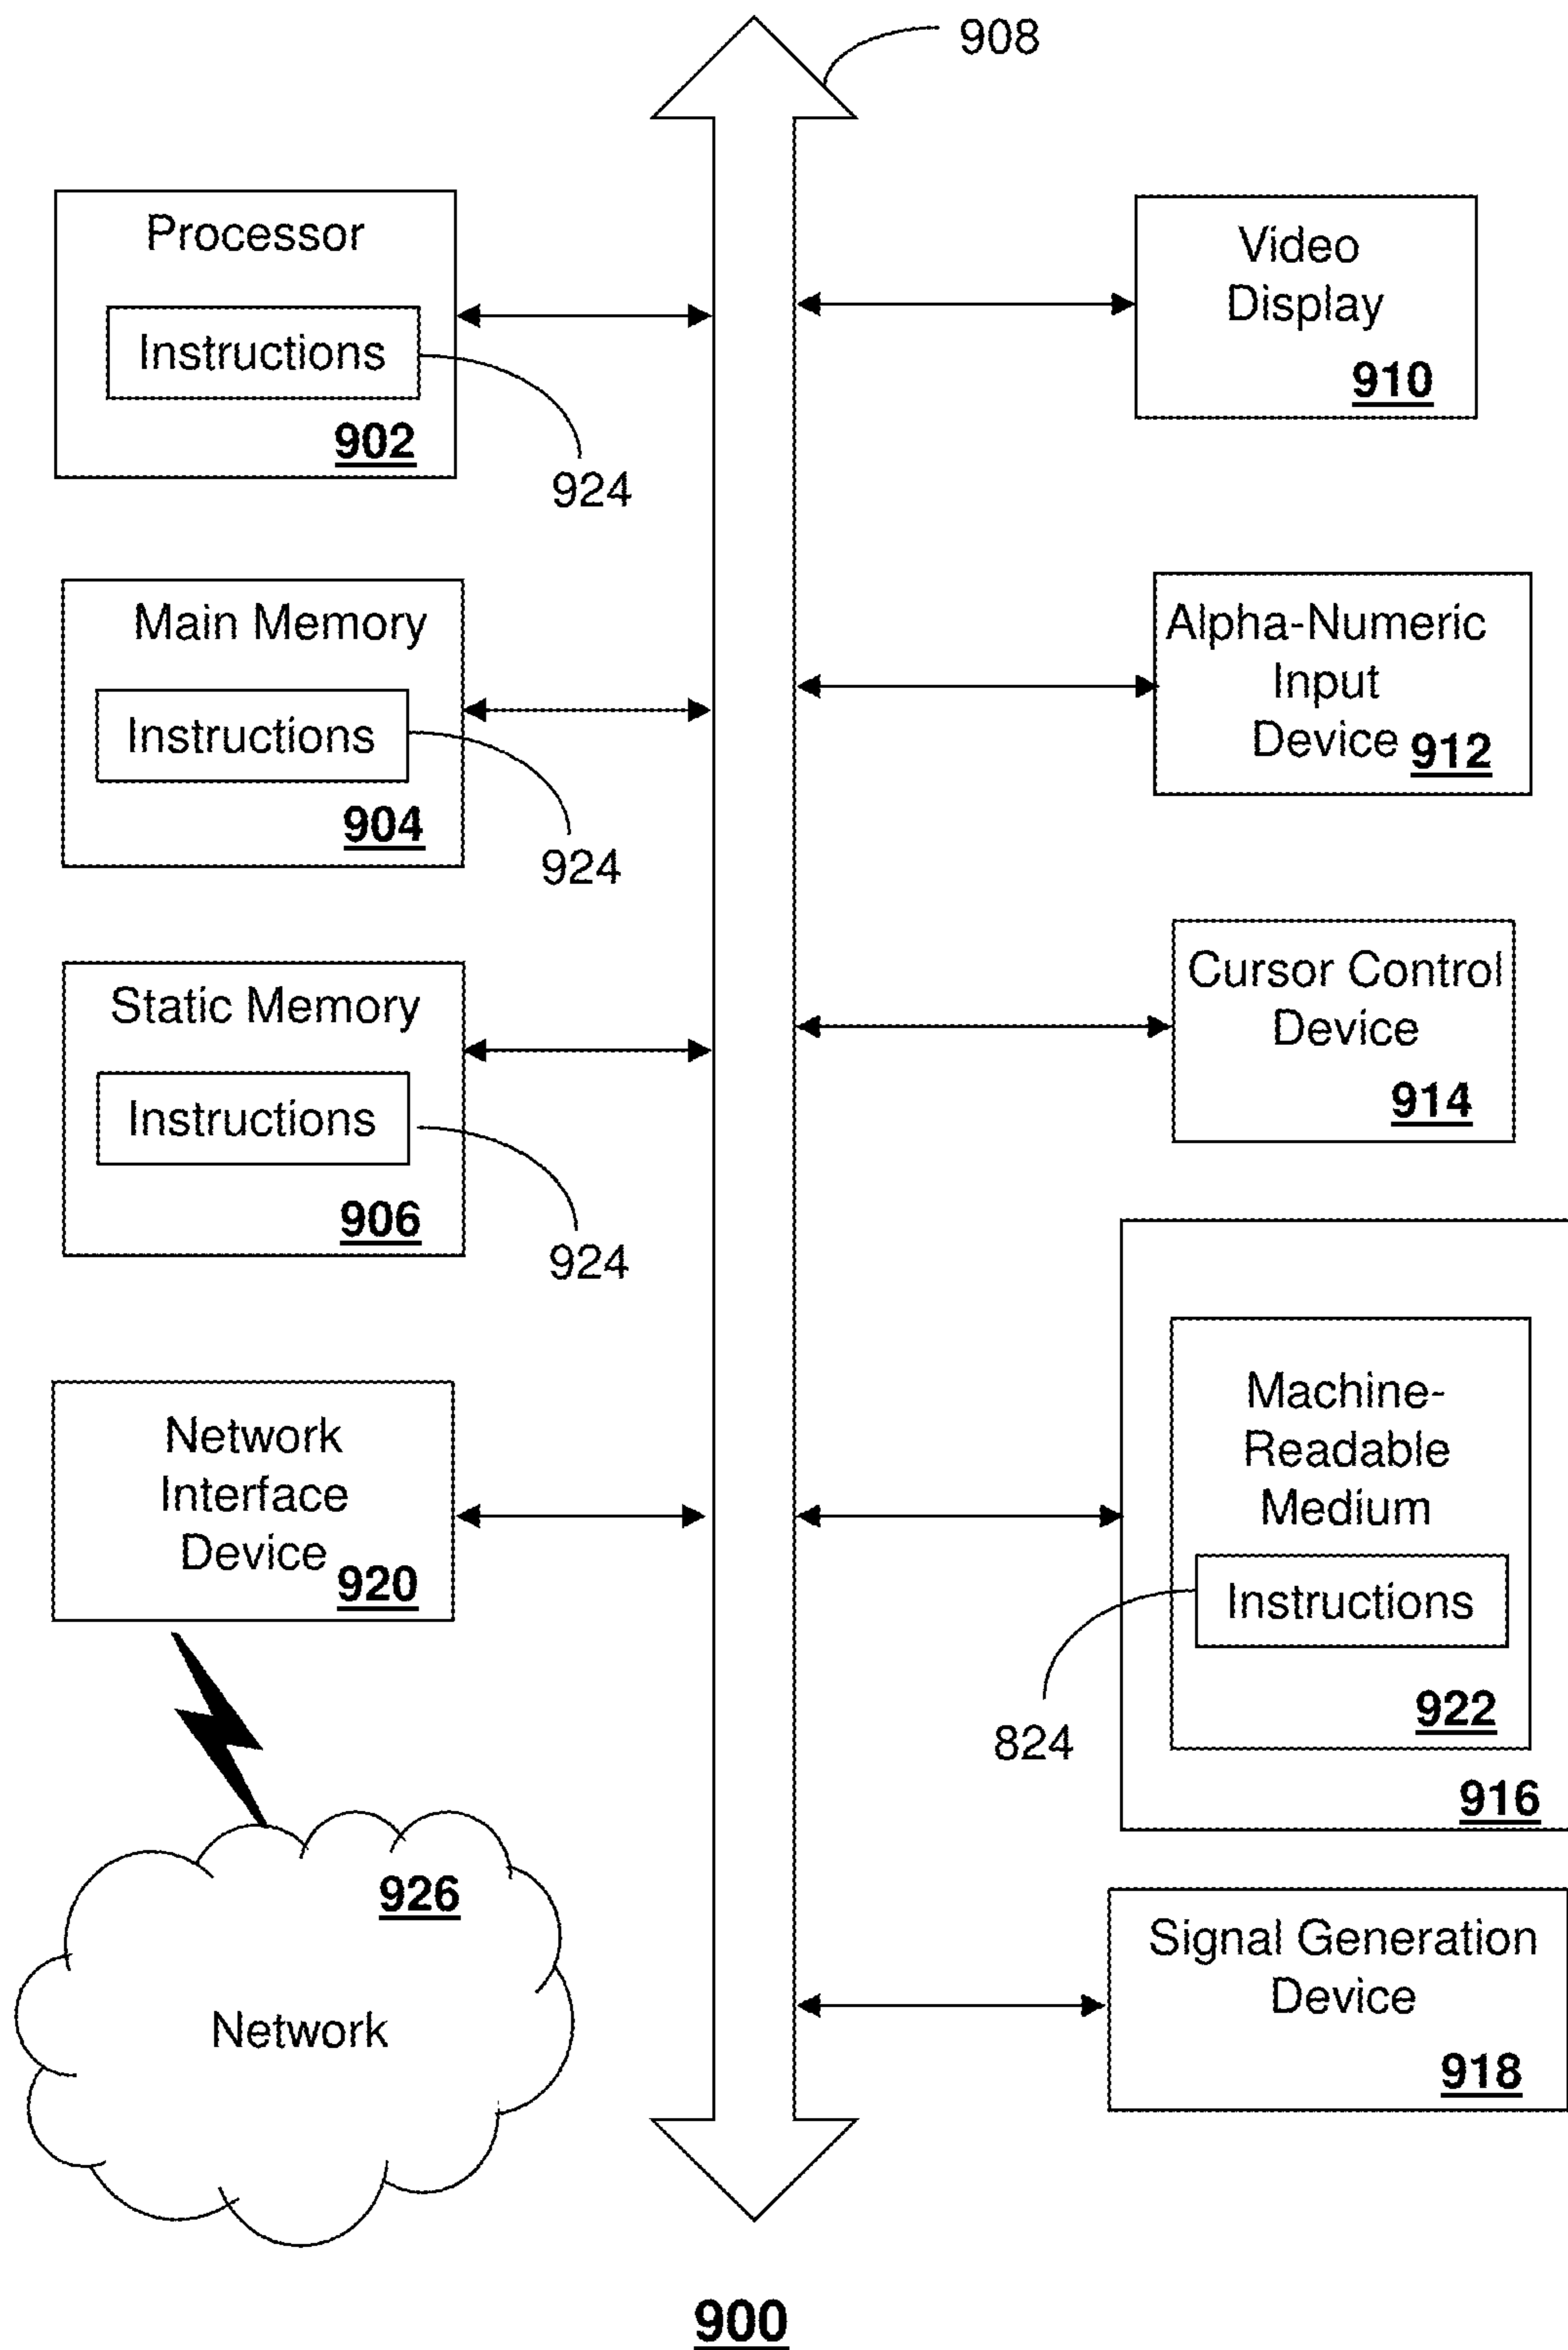 908
Processor
Instructions
902
924
Main Memory
Instructions
904
924
Static Memory
Instructions
906
924
Network
Interface
Device
920
926
Network
Video
Display
910
Alpha-Numeric
Input
Device 912
Cursor Control
Device
914
Machine-
Readable
Medium
Instructions
922
824
916
Signal Generation
Device
918
900